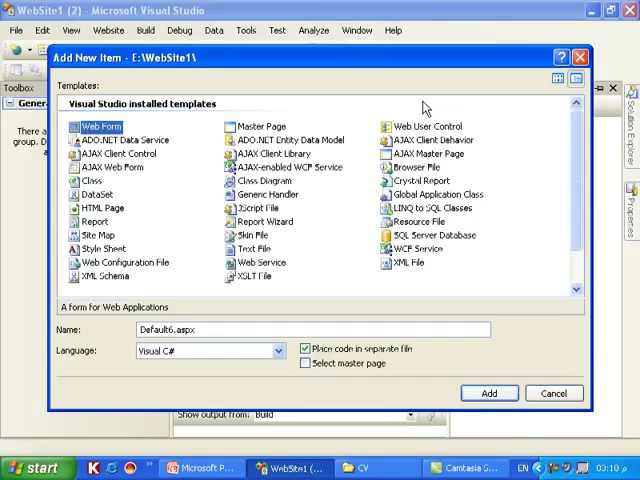 WebSite1 (2) - Microsoft Visual Studio
File Edit View Website Build Debug Data Tools Test Analyze Window Help
Add New Item - E:\WebSite1\
Toolbox
Templates:
Visual Studio installed templates
Web Form Master Page Web User Control
ADO.NET Data Service ADO.NET Entity Data Model AJAX Client Behavior
AJAX Client Control AJAX Client Library AJAX Master Page
AJAX Web Form AJAX-enabled WCF Service Browser File
Class Class Diagram Crystal Report
DataSet Generic Handler Global Application Class
HTML Page JScript File LINQ to SQL Classes
Report Report Wizard Resource File
Site Map Skin File SQL Server Database
Style Sheet Text File WCF Service
Web Configuration File Web Service XML File
XML Schema XSLT File
Gener
There a
group. D
Solution Explorer
Properties
A form for Web Applications
Name: Default6.aspx
Language: Visual C#
Place code in separate file
Select master page
Add Cancel
Show output from: Build
start Microsoft P... WebSite1 (... CV Camtasia S... EN 03:10 م